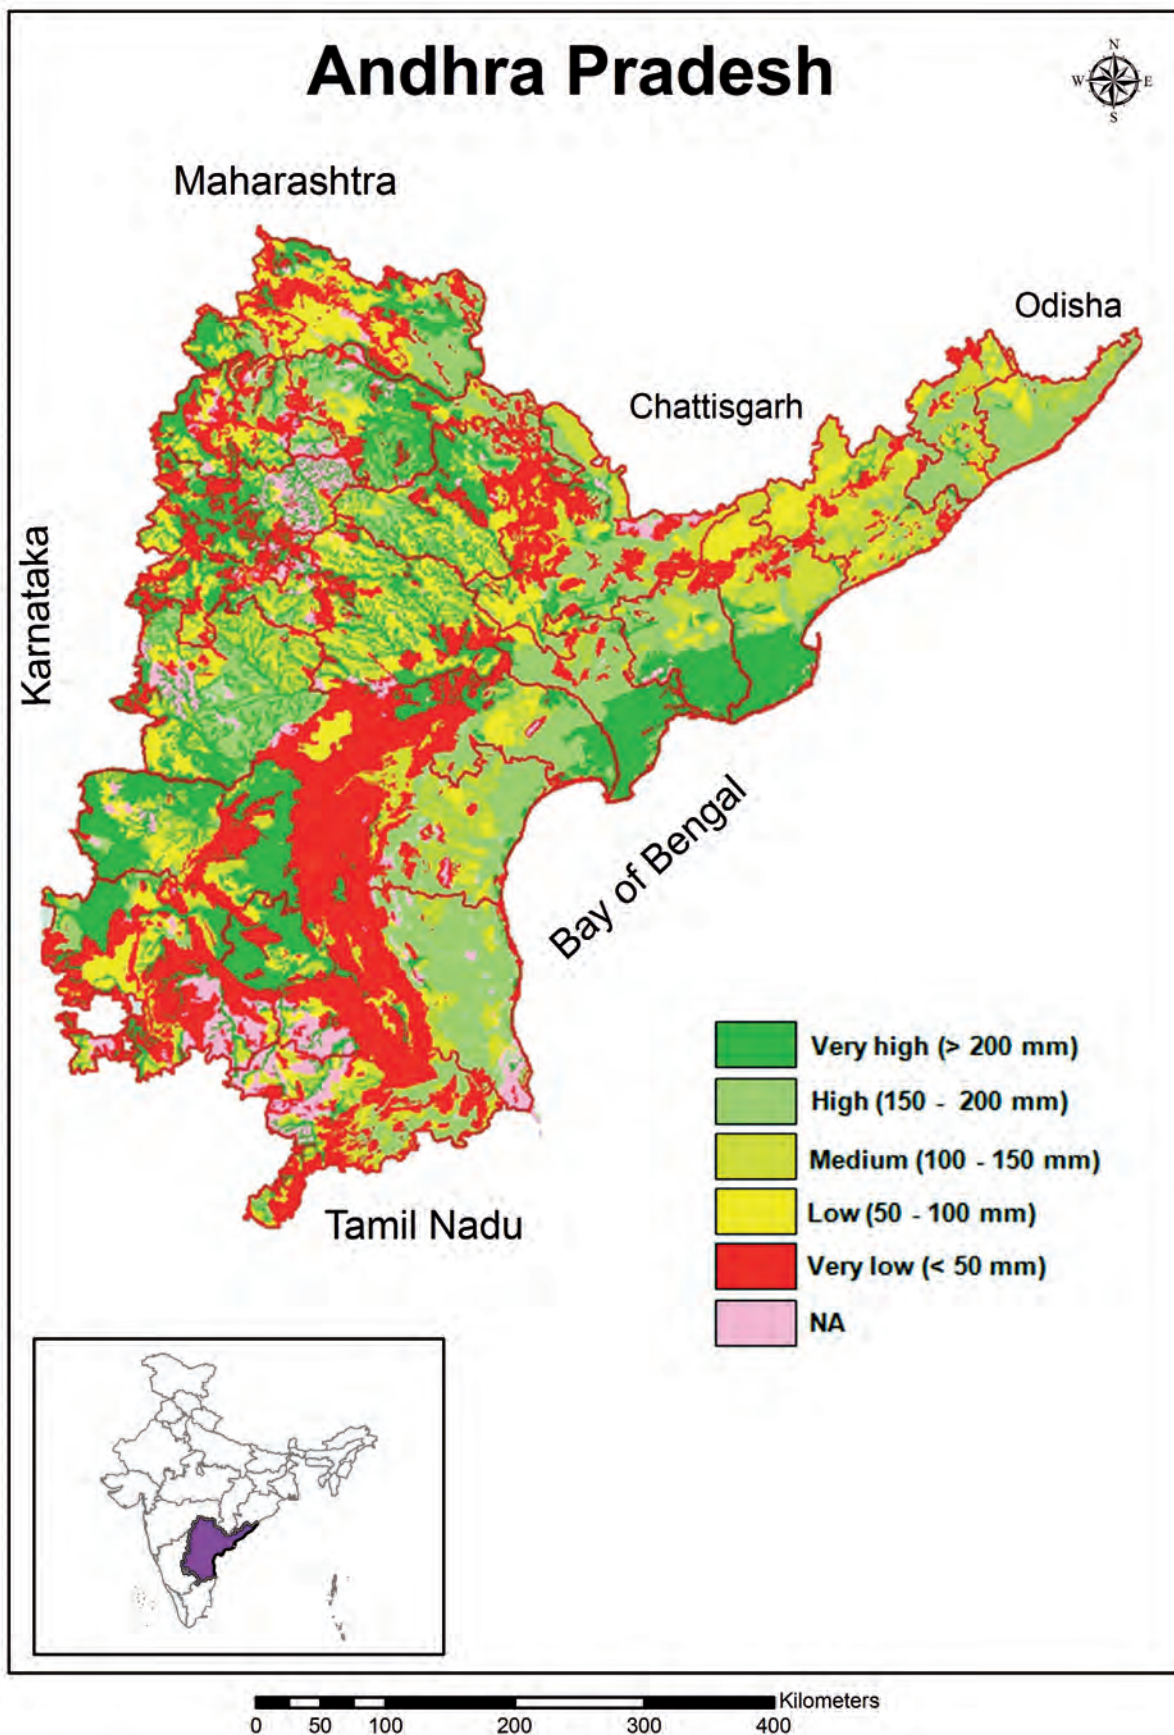 Andhra Pradesh
N
W E
S
Maharashtra
Odisha
Chattisgarh
Karnataka
Bay of Bengal
Very high (> 200 mm)
High (150 - 200 mm)
Medium (100 - 150 mm)
Low (50 - 100 mm)
Very low (< 50 mm)
NA
Tamil Nadu
Kilometers
0 50 100 200 300 400